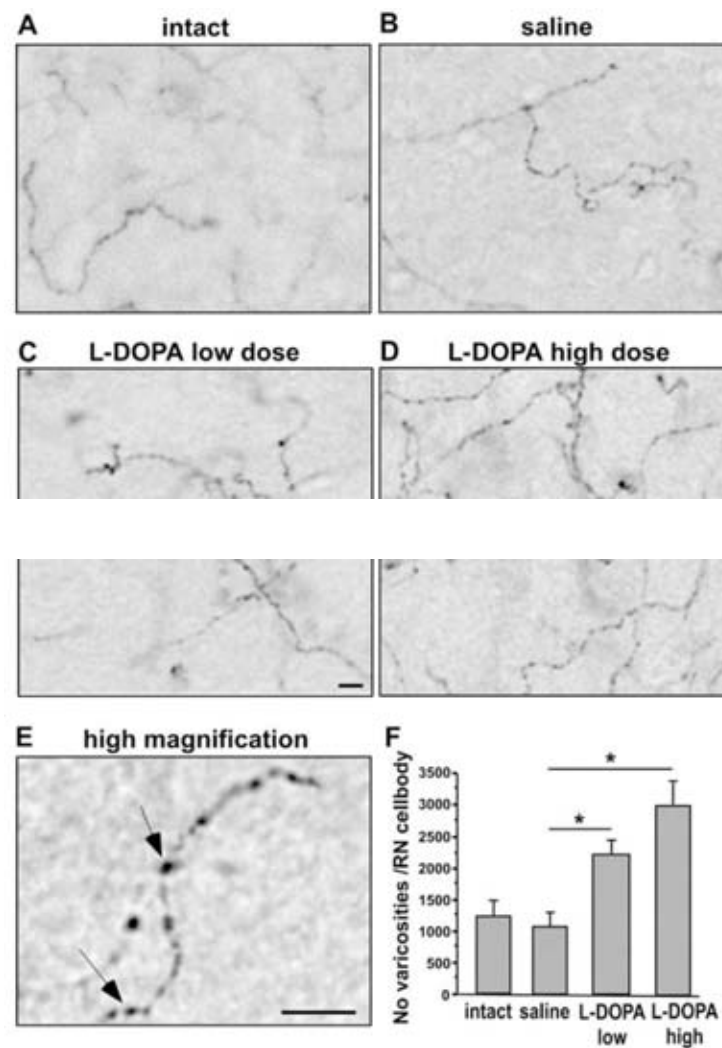 A intact
B saline
C L-DOPA low dose
D L-DOPA high dose
E high magnification
F
No varicosities /RN cellbody
3500
3000
2500
2000
1500
1000
500
0
*
*
intact saline L-DOPA low L-DOPA high